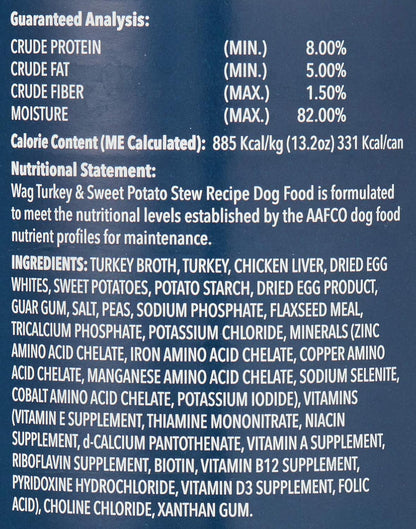 Guaranteed Analysis:
CRUDE PROTEIN (MIN.) 8.00%
CRUDE FAT (MIN.) 5.00%
CRUDE FIBER (MAX.) 1.50%
MOISTURE (MAX.) 82.00%
Calorie Content (ME Calculated): 885 Kcal/kg (13.2oz) 331 Kcal/can
Nutritional Statement:
Wag Turkey & Sweet Potato Stew Recipe Dog Food is formulated
to meet the nutritional levels established by the AAFCO dog food
nutrient profiles for maintenance.
INGREDIENTS: TURKEY BROTH, TURKEY, CHICKEN LIVER, DRIED EGG
WHITES, SWEET POTATOES, POTATO STARCH, DRIED EGG PRODUCT,
GUAR GUM, SALT, PEAS, SODIUM PHOSPHATE, FLAXSEED MEAL,
TRICALCIUM PHOSPHATE, POTASSIUM CHLORIDE, MINERALS (ZINC
AMINO ACID CHELATE, IRON AMINO ACID CHELATE, COPPER AMINO
ACID CHELATE, MANGANESE AMINO ACID CHELATE, SODIUM SELENITE,
COBALT AMINO ACID CHELATE, POTASSIUM IODIDE), VITAMINS
(VITAMIN E SUPPLEMENT, THIAMINE MONONITRATE, NIACIN
SUPPLEMENT, d-CALCIUM PANTOTHENATE, VITAMIN A SUPPLEMENT,
RIBOFLAVIN SUPPLEMENT, BIOTIN, VITAMIN B12 SUPPLEMENT,
PYRIDOXINE HYDROCHLORIDE, VITAMIN D3 SUPPLEMENT, FOLIC
ACID), CHOLINE CHLORIDE, XANTHAN GUM.